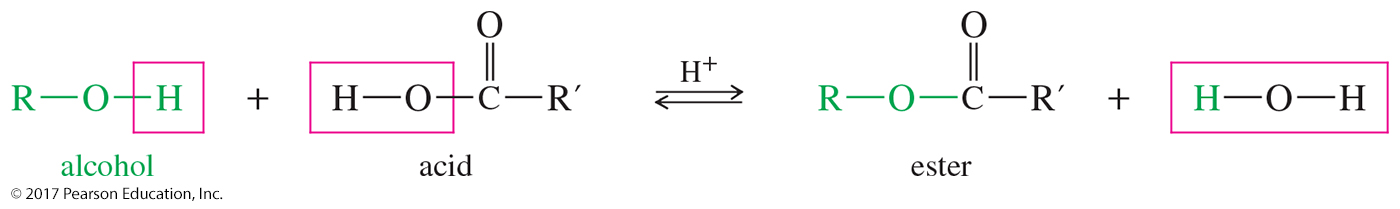 O O
H⁺
R—O—H + H—O—C—R′ ⇌ R—O—C—R′ + H—O—H
alcohol acid ester
© 2017 Pearson Education, Inc.